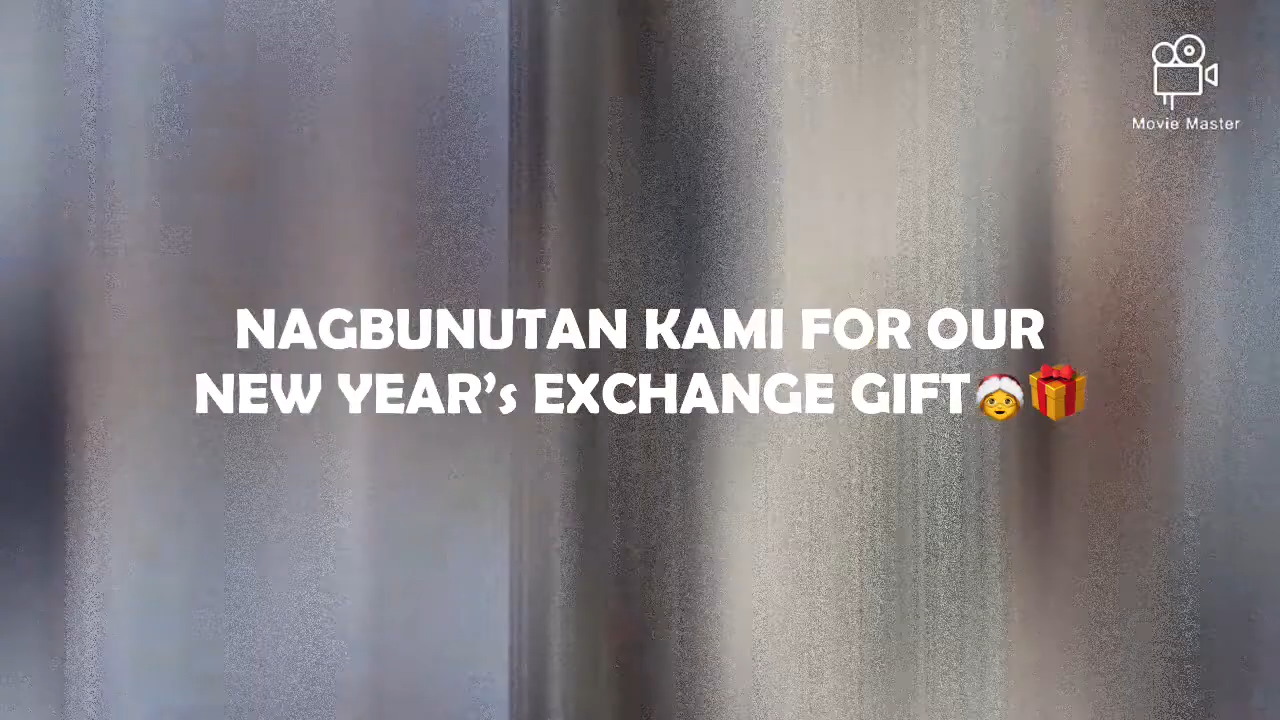 Movie Master
NAGBUNUTAN KAMI FOR OUR
NEW YEAR’s EXCHANGE GIFT🤶🎁